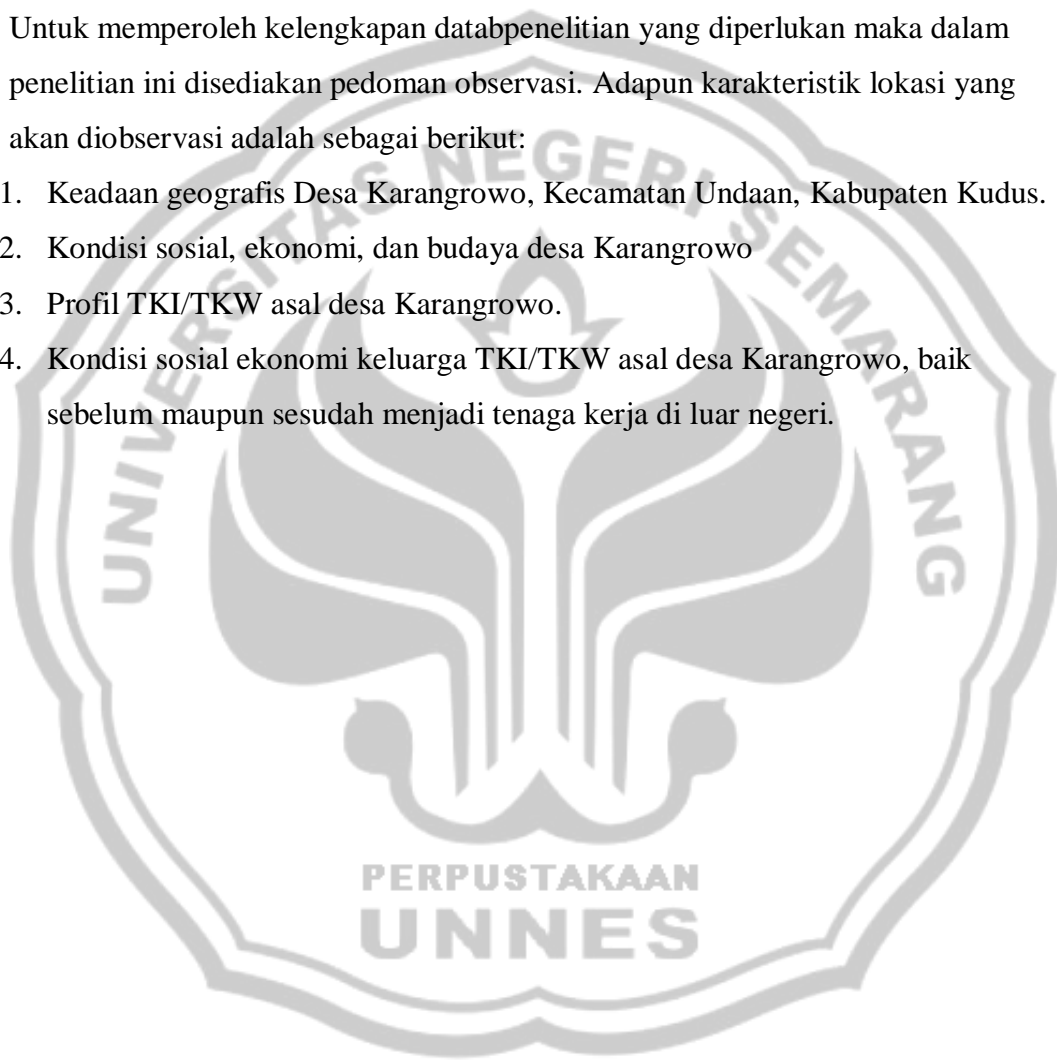 Untuk memperoleh kelengkapan databpenelitian yang diperlukan maka dalam
penelitian ini disediakan pedoman observasi. Adapun karakteristik lokasi yang
akan diobservasi adalah sebagai berikut:
1. Keadaan geografis Desa Karangrowo, Kecamatan Undaan, Kabupaten Kudus.
2. Kondisi sosial, ekonomi, dan budaya desa Karangrowo
3. Profil TKI/TKW asal desa Karangrowo.
4. Kondisi sosial ekonomi keluarga TKI/TKW asal desa Karangrowo, baik
sebelum maupun sesudah menjadi tenaga kerja di luar negeri.
UNIVERSITAS NEGERI SEMARANG
PERPUSTAKAAN
UNNES